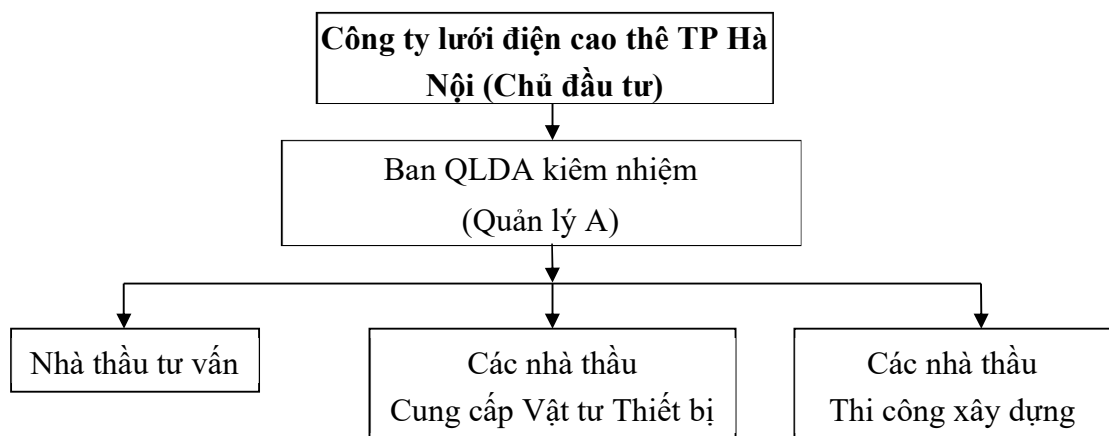 Công ty lưới điện cao thê TP Hà
Nội (Chủ đầu tư)
Ban QLDA kiêm nhiệm
(Quản lý A)
Nhà thầu tư vấn
Các nhà thầu
Cung cấp Vật tư Thiết bị
Các nhà thầu
Thi công xây dựng